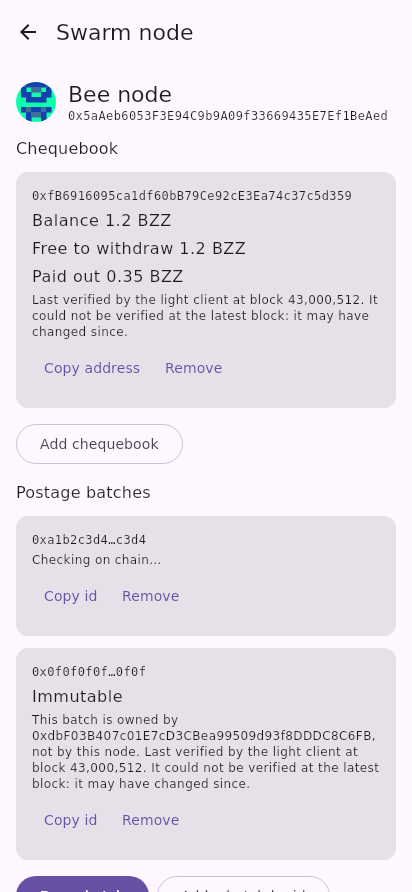 Swarm node
Bee node
0x5aAeb6053F3E94C9b9A09f33669435E7Ef1BeAed
Chequebook
0xfB6916095ca1df60bB79Ce92cE3Ea74c37c5d359
Balance 1.2 BZZ
Free to withdraw 1.2 BZZ
Paid out 0.35 BZZ
Last verified by the light client at block 43,000,512. It
could not be verified at the latest block: it may have
changed since.
Copy address Remove
Add chequebook
Postage batches
0xa1b2c3d4…c3d4
Checking on chain…
Copy id Remove
0x0f0f0f0f…0f0f
Immutable
This batch is owned by
0xdbF03B407c01E7cD3CBea99509d93f8DDDC8C6FB,
not by this node. Last verified by the light client at
block 43,000,512. It could not be verified at the latest
block: it may have changed since.
Copy id Remove